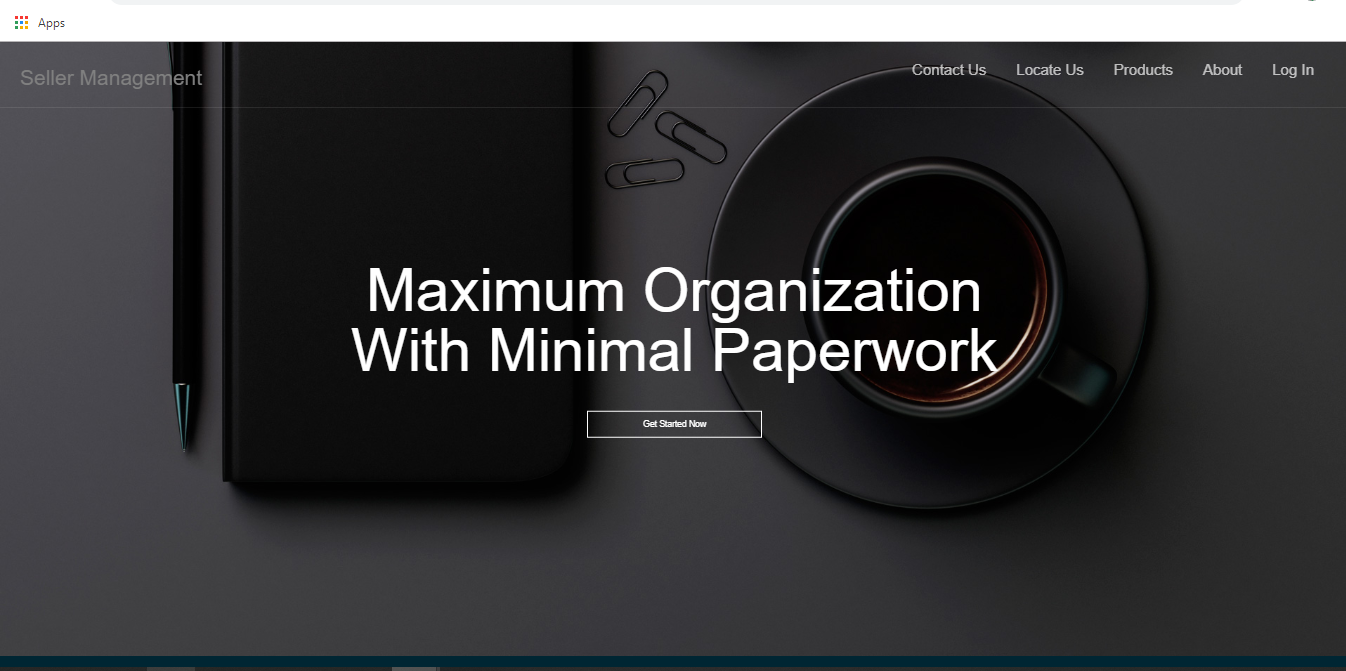 Apps
Seller Management
Contact Us Locate Us Products About Log In
Maximum Organization
With Minimal Paperwork
Get Started Now